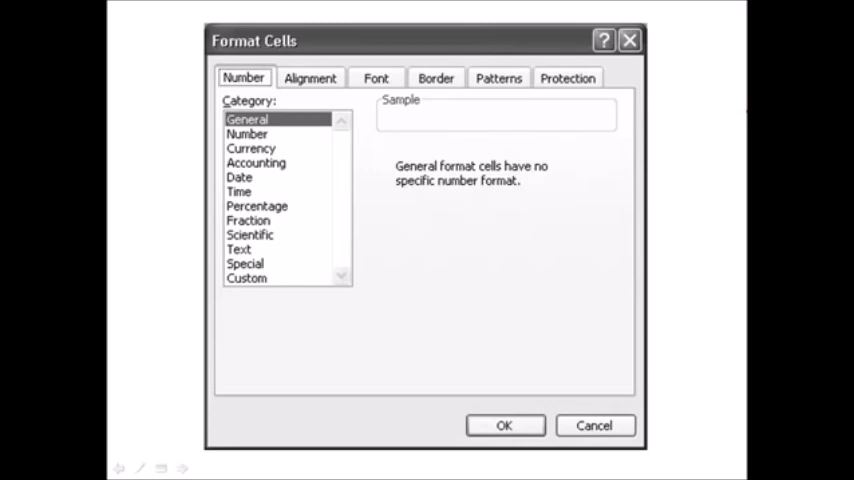 Format Cells
Number Alignment Font Border Patterns Protection
Category:
General
Number
Currency
Accounting
Date
Time
Percentage
Fraction
Scientific
Text
Special
Custom
Sample
General format cells have no
specific number format.
OK Cancel